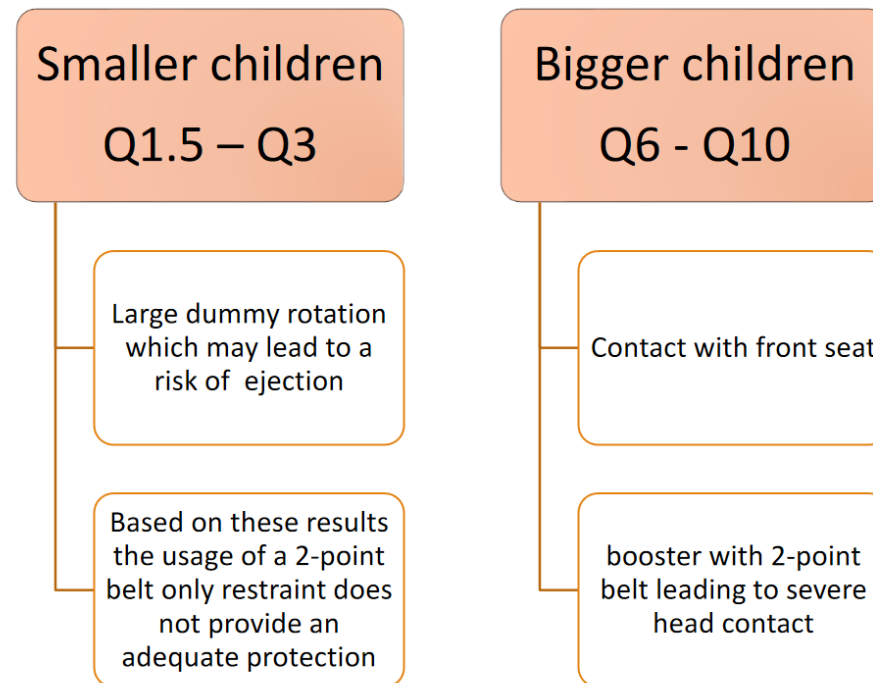 Smaller children
Q1.5 – Q3
Large dummy rotation
which may lead to a
risk of ejection
Based on these results
the usage of a 2-point
belt only restraint does
not provide an
adequate protection
Bigger children
Q6 - Q10
Contact with front seat
booster with 2-point
belt leading to severe
head contact